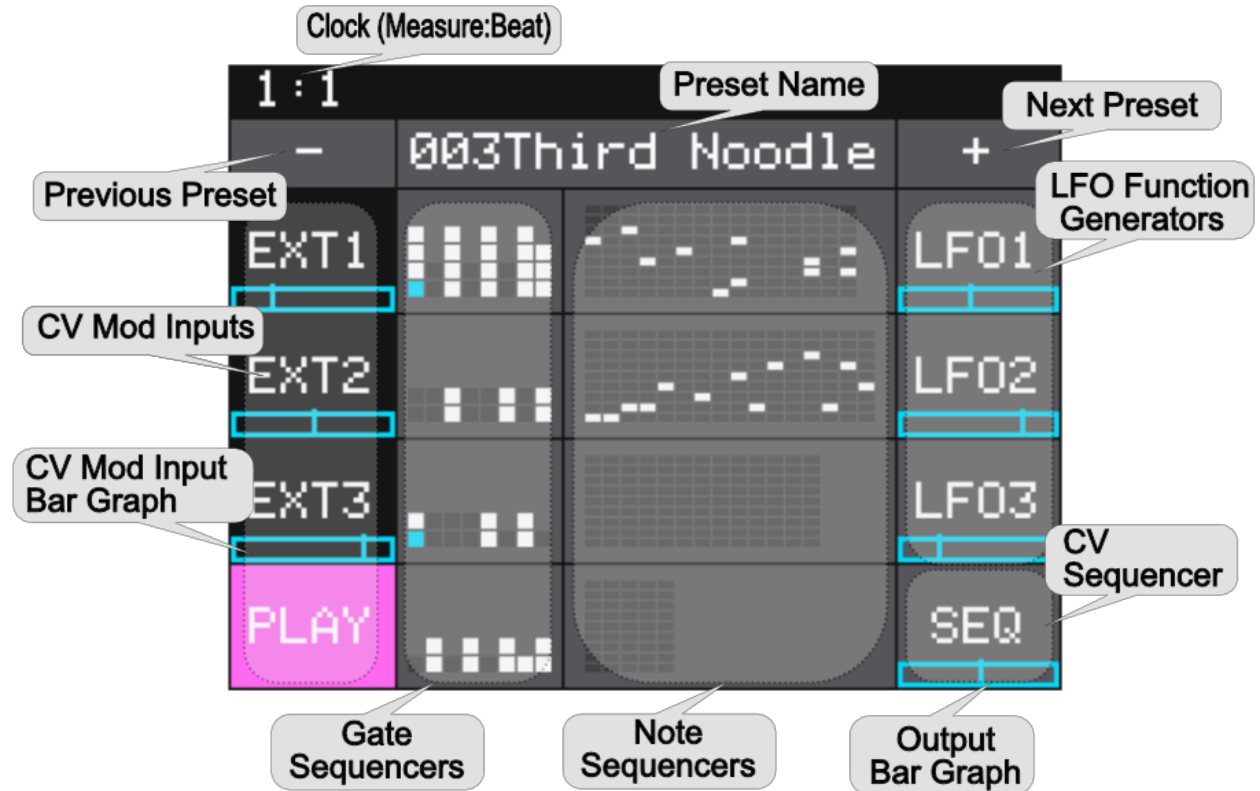 Clock (Measure:Beat)
1:1
Preset Name
Next Preset
-
003Third Noodle
+
Previous Preset
LFO Function
Generators
EXT1
LFO1
CV Mod Inputs
EXT2
LFO2
CV Mod Input
Bar Graph
EXT3
LFO3
CV
Sequencer
PLAY
SEQ
Gate
Sequencers
Note
Sequencers
Output
Bar Graph